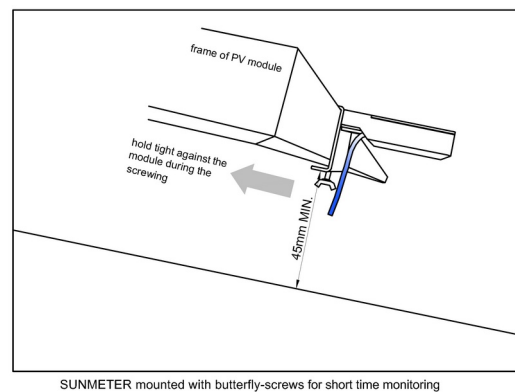 frame of PV module
hold tight against the
module during the
screwing
45mm MIN.
SUNMETER mounted with butterfly-screws for short time monitoring